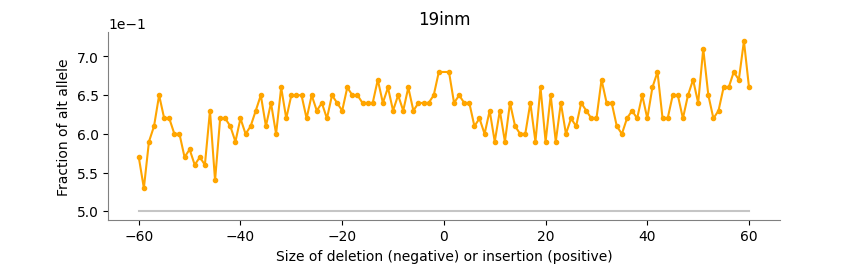 19inm
1e−1
7.0
6.5
6.0
5.5
5.0
Fraction of alt allele
−60 −40 −20 0 20 40 60
Size of deletion (negative) or insertion (positive)